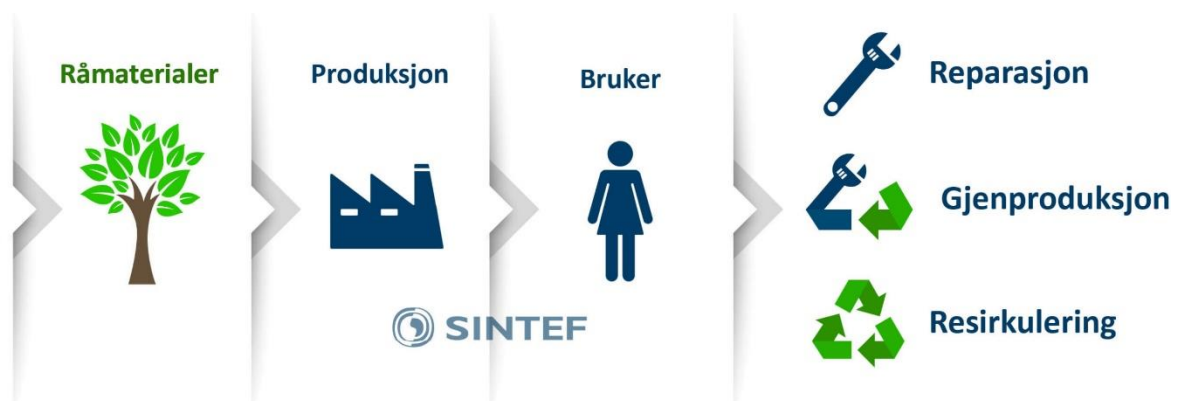 Råmaterialer
Produksjon
Bruker
Reparasjon
Gjenproduksjon
Resirkulering
SINTEF